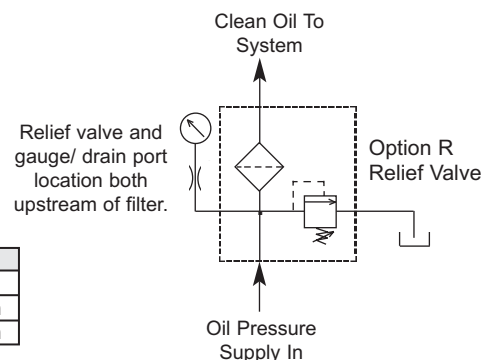 Clean Oil To
System
Relief valve and
gauge/ drain port
location both
upstream of filter.
Option R
Relief Valve
Oil Pressure
Supply In